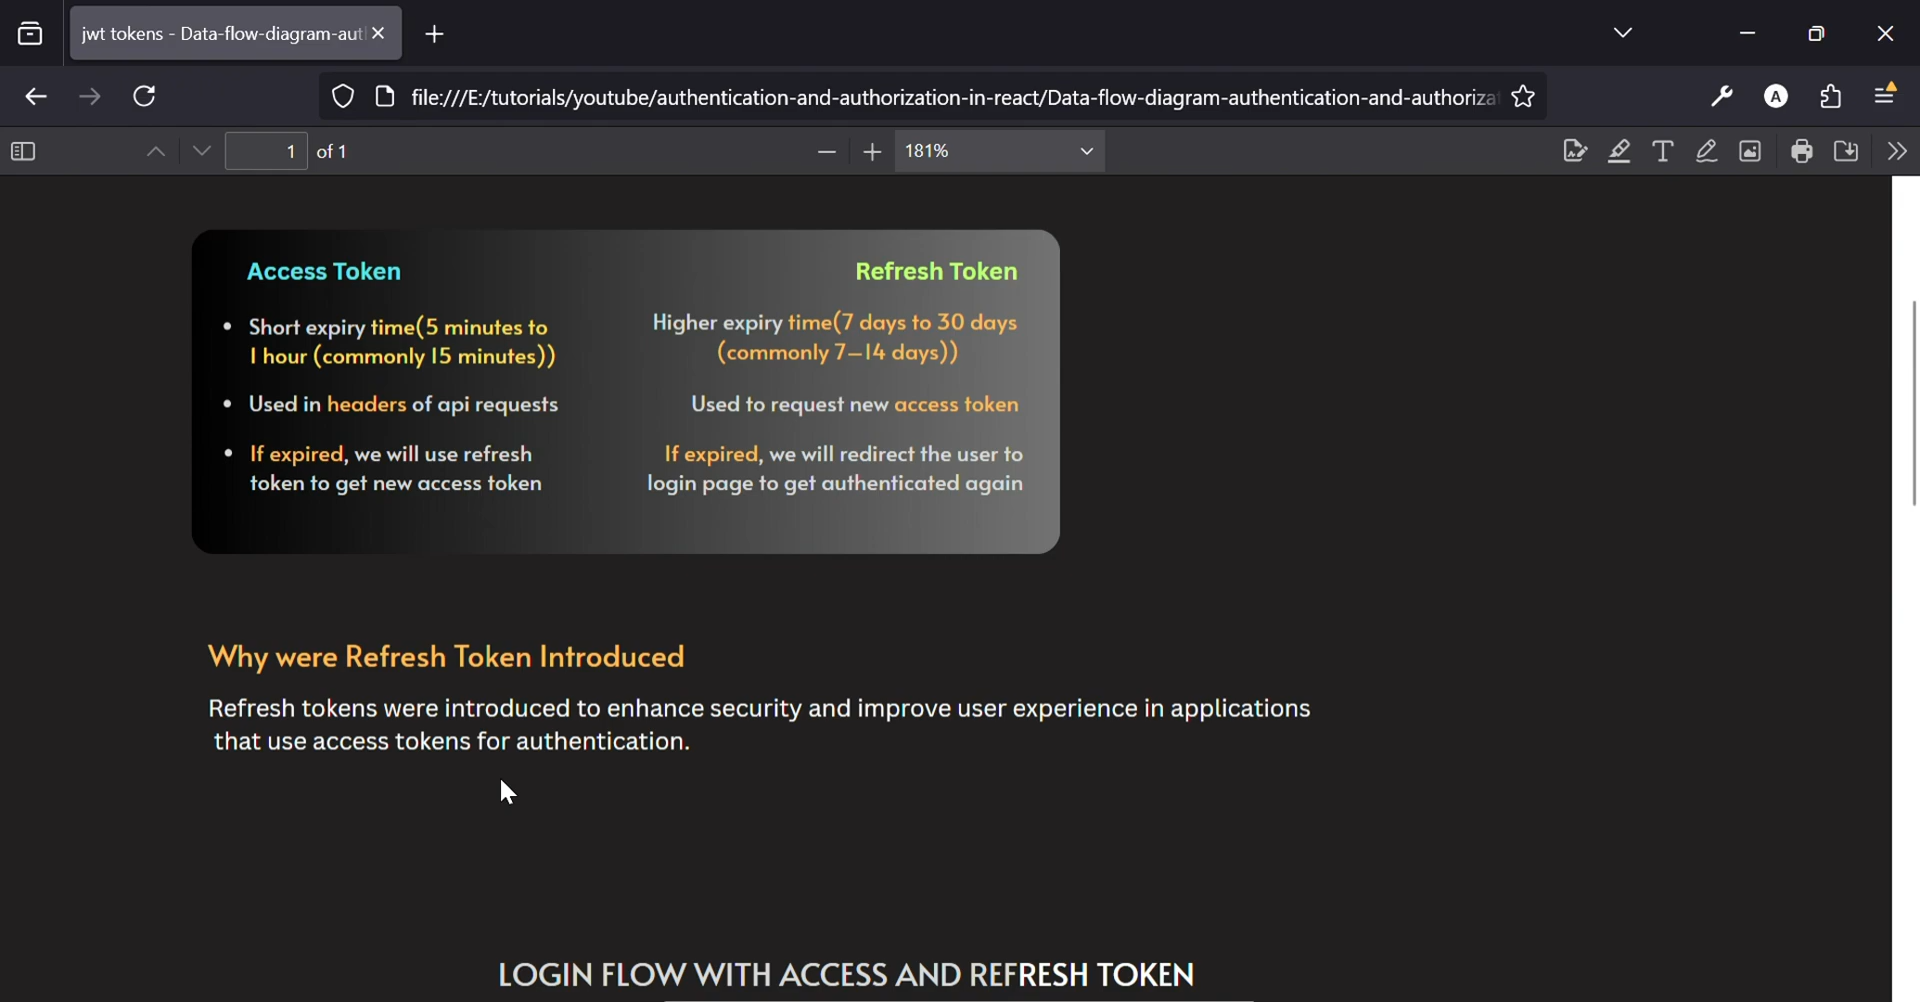 jwt tokens - Data-flow-diagram-aut
file:///E:/tutorials/youtube/authentication-and-authorization-in-react/Data-flow-diagram-authentication-and-authoriza
1 of 1
181%
Access Token
• Short expiry time(5 minutes to
1 hour (commonly 15 minutes))
• Used in headers of api requests
• If expired, we will use refresh
token to get new access token
Refresh Token
Higher expiry time(7 days to 30 days
(commonly 7–14 days))
Used to request new access token
If expired, we will redirect the user to
login page to get authenticated again
Why were Refresh Token Introduced
Refresh tokens were introduced to enhance security and improve user experience in applications
that use access tokens for authentication.
LOGIN FLOW WITH ACCESS AND REFRESH TOKEN